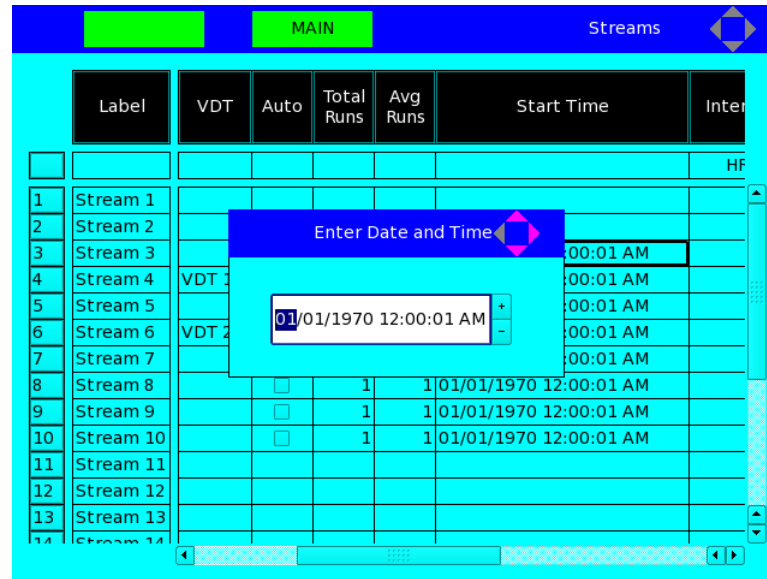 MAIN Streams
Label VDT Auto Total Runs Avg Runs Start Time Inter
HR
1 Stream 1
2 Stream 2
Enter Date and Time
3 Stream 3 :00:01 AM
4 Stream 4 VDT 1 :00:01 AM
5 Stream 5 :00:01 AM
01/01/1970 12:00:01 AM + -
6 Stream 6 VDT 2 :00:01 AM
7 Stream 7 :00:01 AM
8 Stream 8 1 1 01/01/1970 12:00:01 AM
9 Stream 9 1 1 01/01/1970 12:00:01 AM
10 Stream 10 1 1 01/01/1970 12:00:01 AM
11 Stream 11
12 Stream 12
13 Stream 13
14 Stream 14